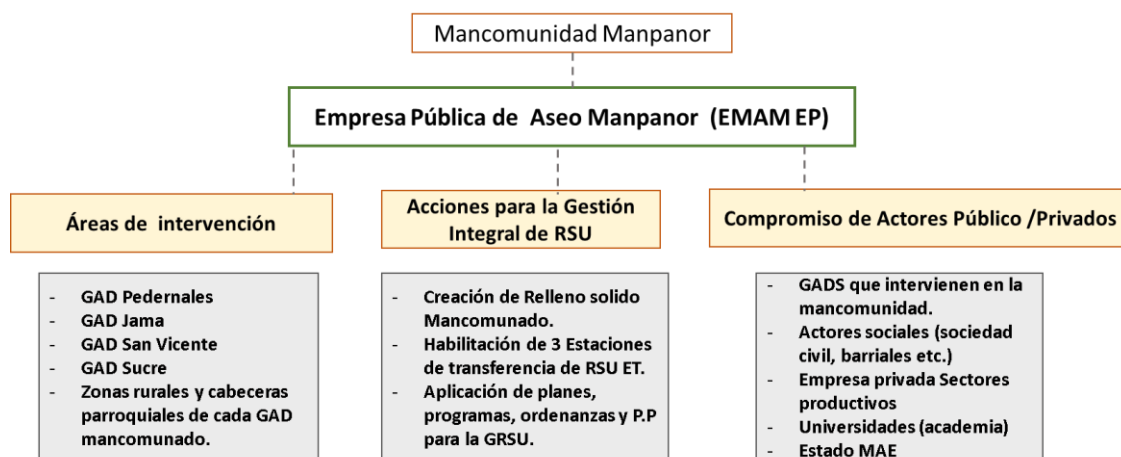 Mancomunidad Manpanor
Empresa Pública de Aseo Manpanor (EMAM EP)
Áreas de intervención
- GAD Pedernales
- GAD Jama
- GAD San Vicente
- GAD Sucre
- Zonas rurales y cabeceras
parroquiales de cada GAD
mancomunado.
Acciones para la Gestión
Integral de RSU
- Creación de Relleno solido
Mancomunado.
- Habilitación de 3 Estaciones
de transferencia de RSU ET.
- Aplicación de planes,
programas, ordenanzas y P.P
para la GRSU.
Compromiso de Actores Público /Privados
- GADS que intervienen en la
mancomunidad.
- Actores sociales (sociedad
civil, barriales etc.)
- Empresa privada Sectores
productivos
- Universidades (academia)
- Estado MAE